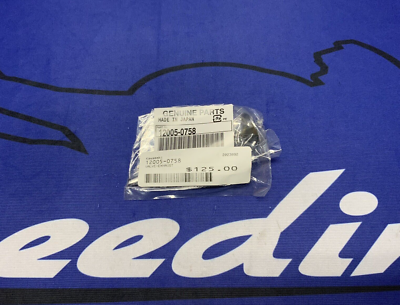 GENUINE PARTS
MADE IN JAPAN
12005-0758
12005-0758
$125.00
eedin